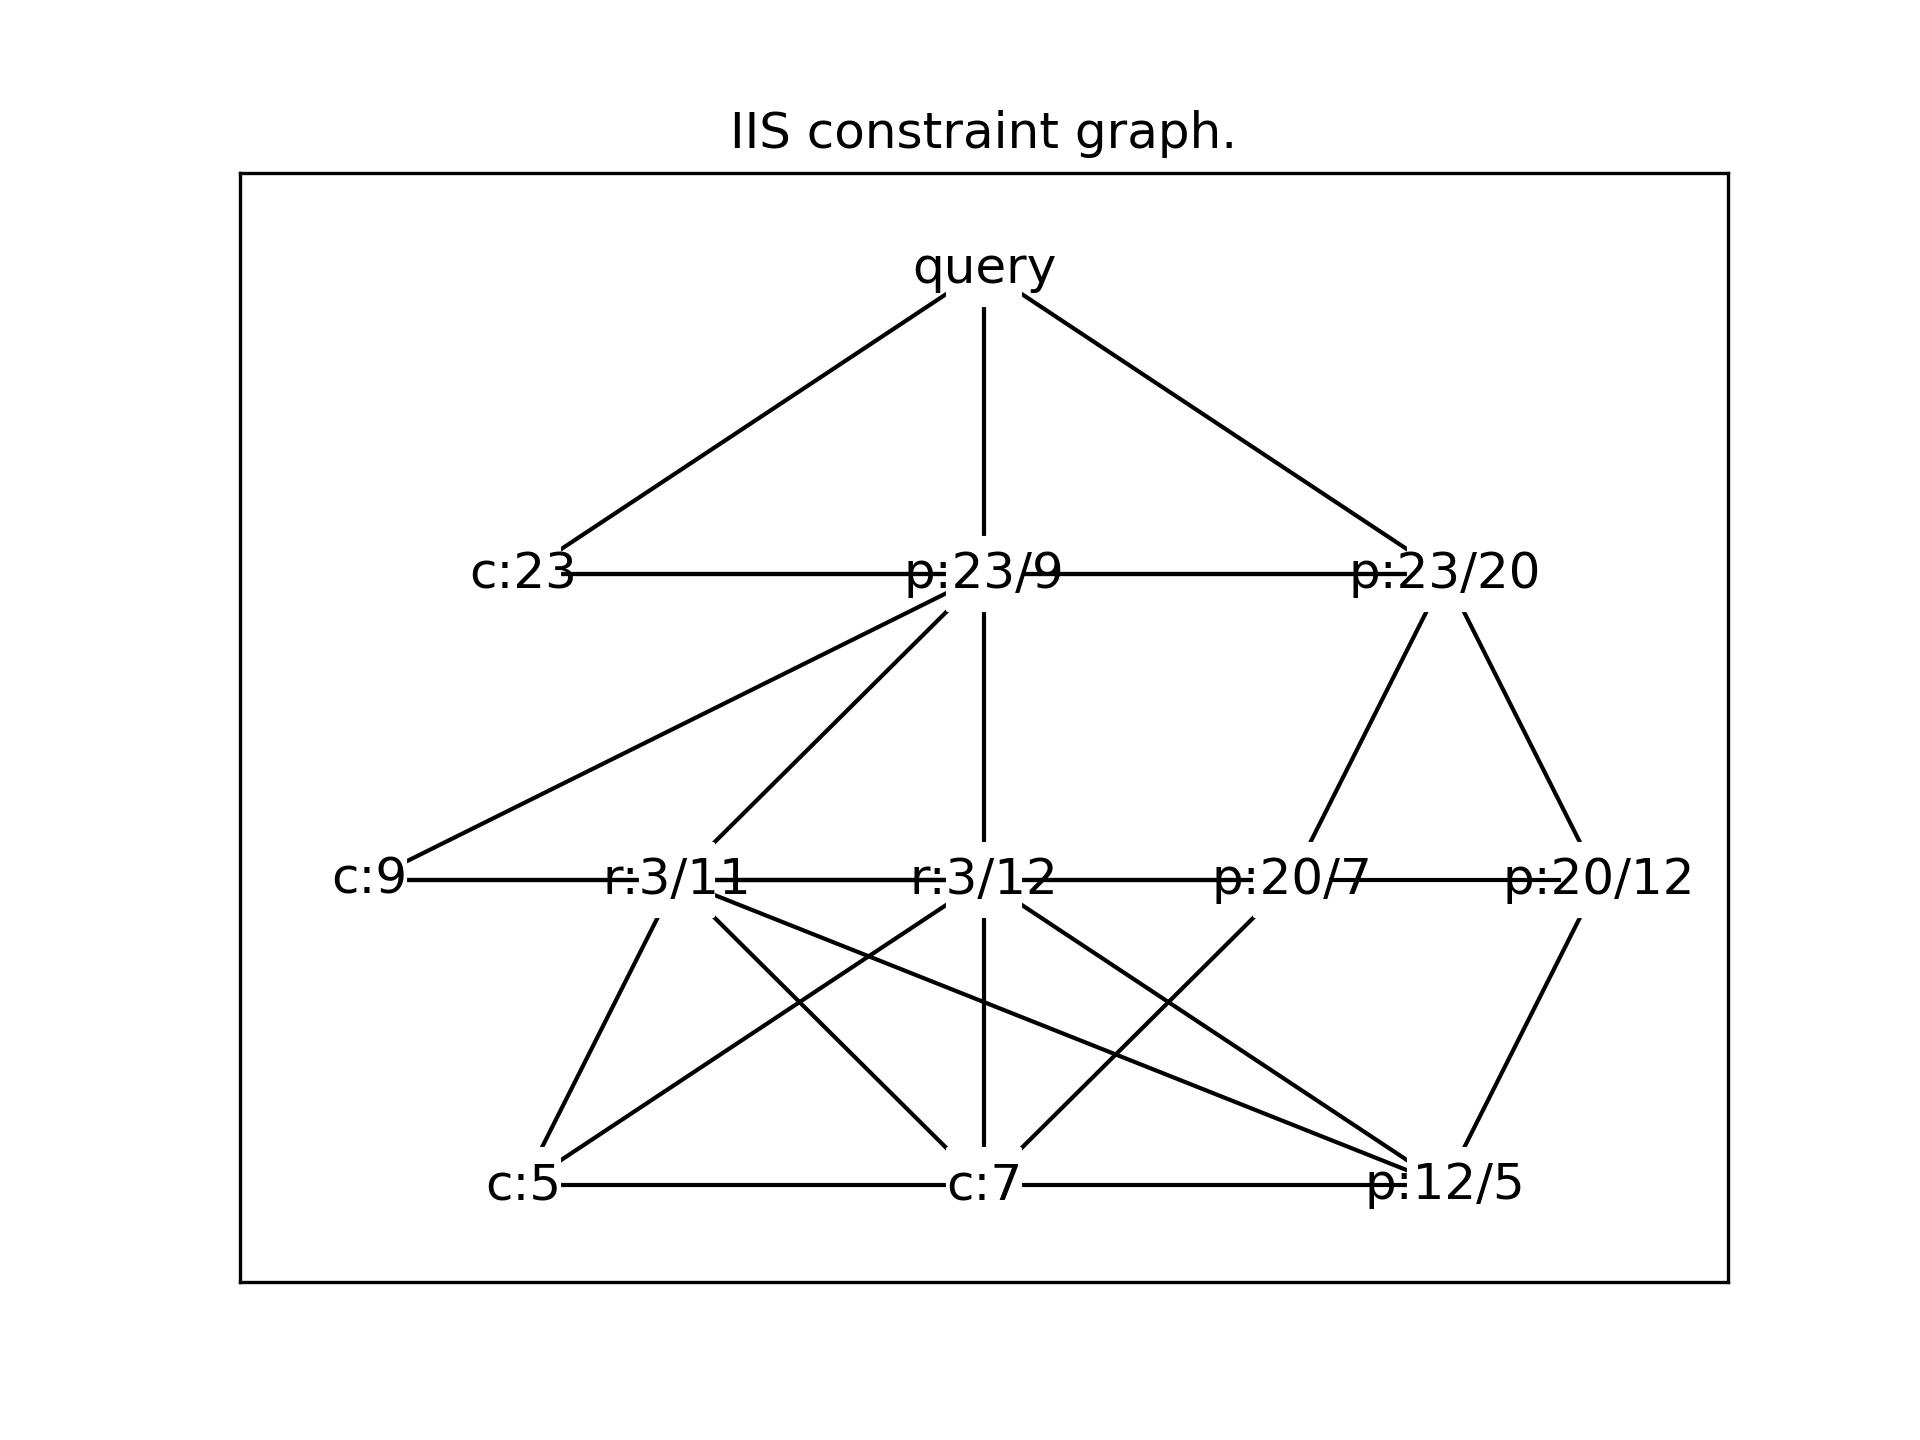 IIS constraint graph.
query
c:23 p:23/9 p:23/20
c:9 r:3/11 r:3/12 p:20/7 p:20/12
c:5 c:7 p:12/5